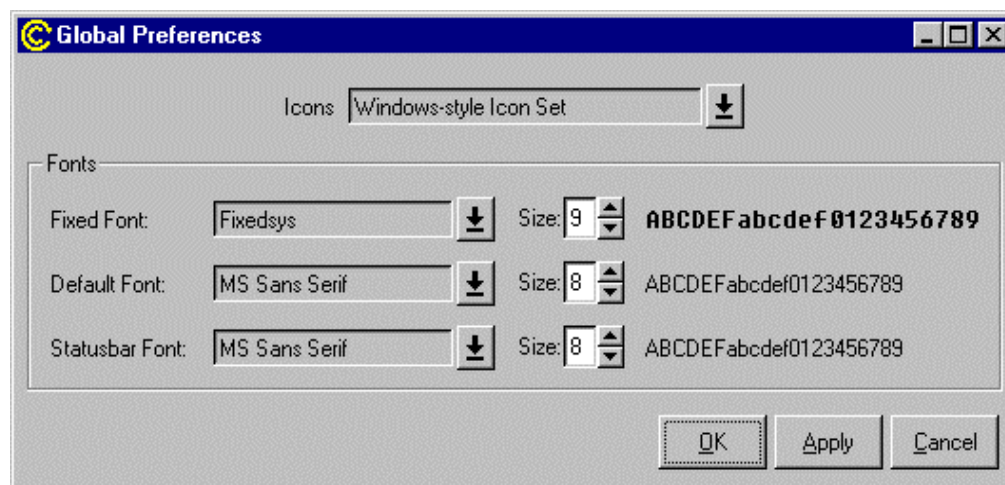 Global Preferences
Icons Windows-style Icon Set
Fonts
Fixed Font: Fixedsys Size: 9 ABCDEFabcdef0123456789
Default Font: MS Sans Serif Size: 8 ABCDEFabcdef0123456789
Statusbar Font: MS Sans Serif Size: 8 ABCDEFabcdef0123456789
OK Apply Cancel